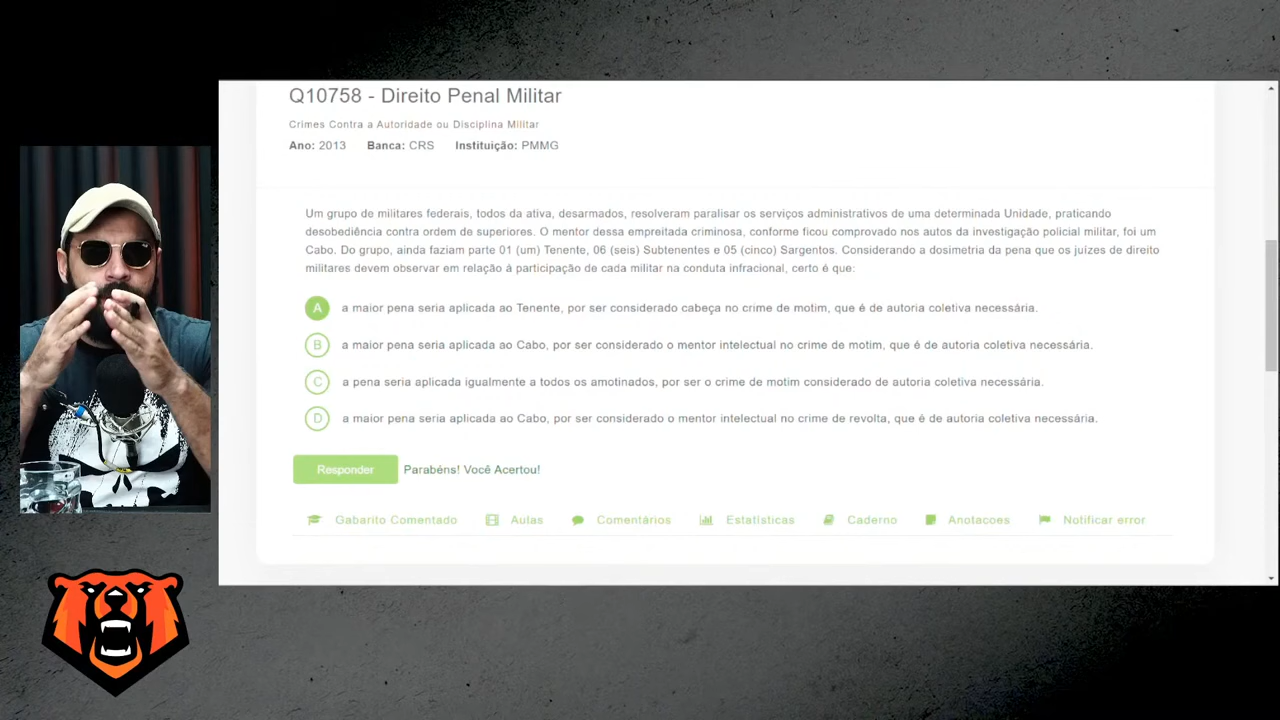 Q10758 - Direito Penal Militar
Crimes Contra a Autoridade ou Disciplina Militar
Ano: 2013 Banca: CRS Instituição: PMMG
Um grupo de militares federais, todos da ativa, desarmados, resolveram paralisar os serviços administrativos de uma determinada Unidade, praticando
desobediência contra ordem de superiores. O mentor dessa empreitada criminosa, conforme ficou comprovado nos autos da investigação policial militar, foi um
Cabo. Do grupo, ainda faziam parte 01 (um) Tenente, 06 (seis) Subtenentes e 05 (cinco) Sargentos. Considerando a dosimetria da pena que os juízes de direito
militares devem observar em relação á participação de cada militar na conduta infracional, certo é que:
A a maior pena seria aplicada ao Tenente, por ser considerado cabeça no crime de motim, que é de autoria coletiva necessária.
B a maior pena seria aplicada ao Cabo, por ser considerado o mentor intelectual no crime de motim, que é de autoria coletiva necessária.
C a pena seria aplicada igualmente a todos os amotinados, por ser o crime de motim considerado de autoria coletiva necessária.
D a maior pena seria aplicada ao Cabo, por ser considerado o mentor intelectual no crime de revolta, que é de autoria coletiva necessária.
Responder Parabéns! Você Acertou!
Gabarito Comentado Aulas Comentários Estatísticas Caderno Anotacoes Notificar error